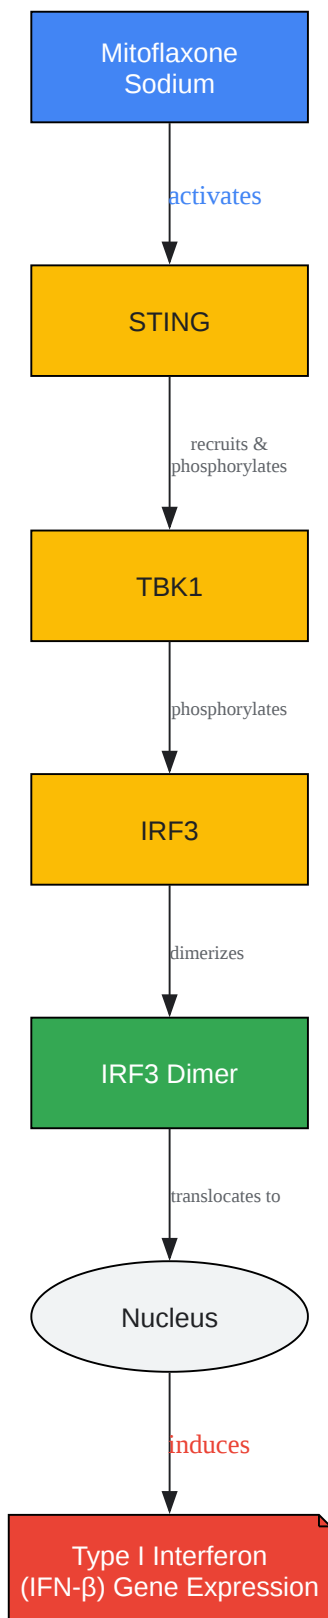 Mitoflaxone
Sodium
activates
STING
recruits &
phosphorylates
TBK1
phosphorylates
IRF3
dimerizes
IRF3 Dimer
translocates to
Nucleus
induces
Type I Interferon
(IFN-β) Gene Expression